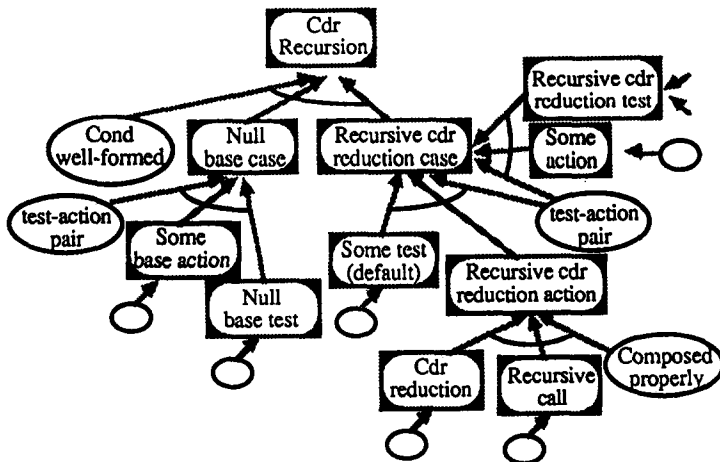 Cdr
Recursion
Recursive cdr
reduction test
Cond
well-formed
Null
base case
Recursive cdr
reduction case
Some
action
test-action
pair
Some
base action
Some test
(default)
test-action
pair
Null
base test
Recursive cdr
reduction action
Cdr
reduction
Recursive
call
Composed
properly